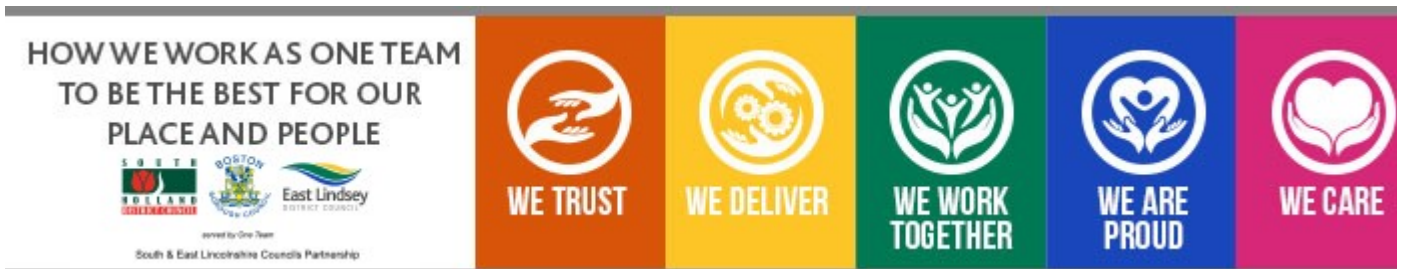 HOW WE WORK AS ONE TEAM
TO BE THE BEST FOR OUR
PLACE AND PEOPLE
SOUTH
HOLLAND
DISTRICT COUNCIL
BOSTON
BOROUGH COUNCIL
East Lindsey
DISTRICT COUNCIL
served by One Team
South & East Lincolnshire Councils Partnership
WE TRUST
WE DELIVER
WE WORK
TOGETHER
WE ARE
PROUD
WE CARE